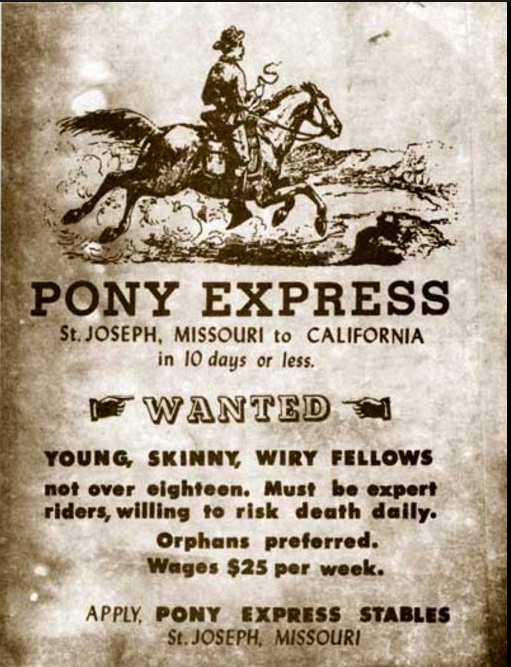 PONY EXPRESS
St. JOSEPH, MISSOURI to CALIFORNIA
in 10 days or less.
WANTED
YOUNG, SKINNY, WIRY FELLOWS
not over eighteen. Must be expert
riders, willing to risk death daily.
Orphans preferred.
Wages $25 per week.
APPLY, PONY EXPRESS STABLES
St. JOSEPH, MISSOURI